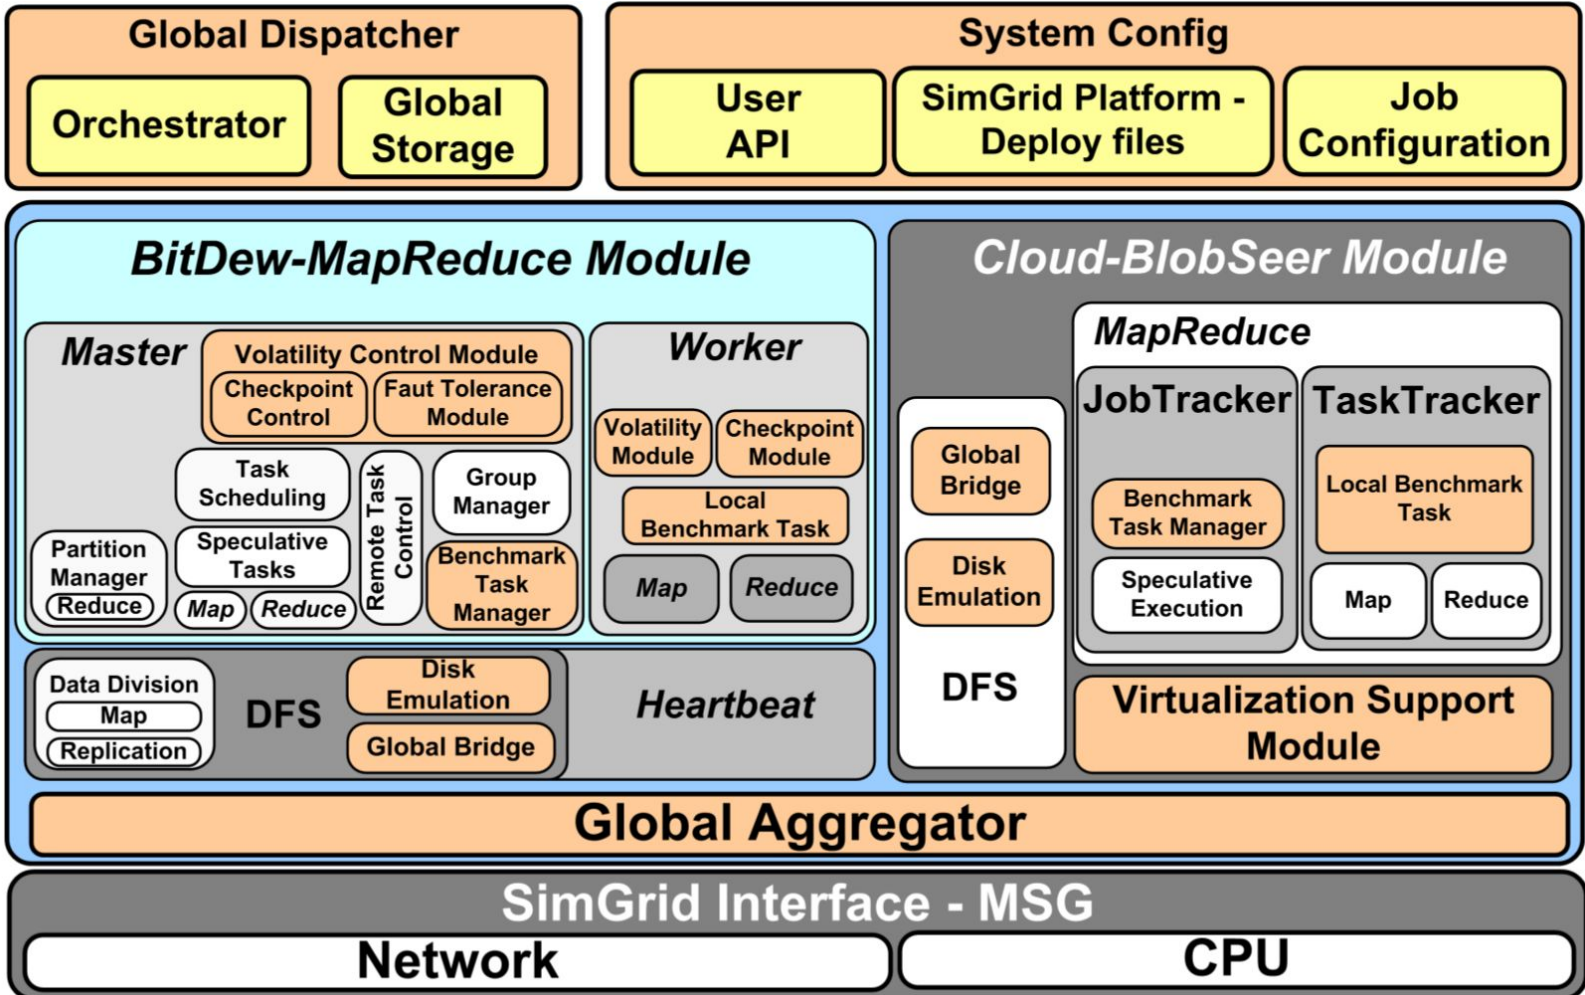 Global Dispatcher
Orchestrator
Global
Storage
System Config
User
API
SimGrid Platform -
Deploy files
Job
Configuration
BitDew-MapReduce Module
Master
Volatility Control Module
Checkpoint
Control
Faut Tolerance
Module
Task
Scheduling
Speculative
Tasks
Map
Reduce
Partition
Manager
Reduce
Remote Task
Control
Group
Manager
Benchmark
Task
Manager
Worker
Volatility
Module
Checkpoint
Module
Local
Benchmark Task
Map
Reduce
Data Division
Map
Replication
DFS
Disk
Emulation
Global Bridge
Heartbeat
Cloud-BlobSeer Module
Global
Bridge
Disk
Emulation
DFS
MapReduce
JobTracker
Benchmark
Task Manager
Speculative
Execution
TaskTracker
Local Benchmark
Task
Map
Reduce
Virtualization Support
Module
Global Aggregator
SimGrid Interface - MSG
Network
CPU